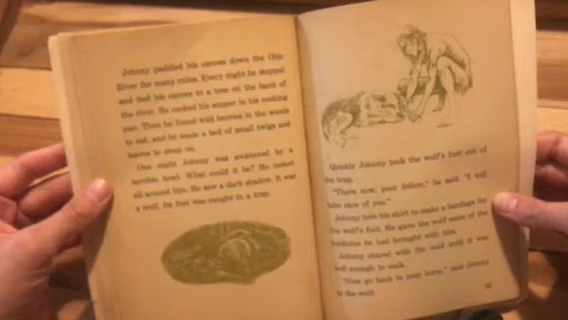 Johnny paddled his canoes down the Ohio
River for many miles. Every night he stopped
and tied his canoes to a tree on the bank of
the river. He cooked his supper in his cooking
pan. Then he found wild berries in the woods
to eat, and he made a bed of small twigs and
leaves to sleep on.
One night Johnny was awakened by a
terrible howl. What could it be? He looked
all around him. He saw a dark shadow. It was
a wolf. Its foot was caught in a trap.
Quickly Johnny took the wolf's foot out of
the trap.
"There now, poor fellow," he said. "I will
take care of you."
Johnny tore his shirt to make a bandage for
the wolf's foot. He gave the wolf some of the
medicine he had brought with him.
Johnny stayed with the wolf until it was
well enough to walk.
"Now go back to your home," said Johnny
to the wolf.